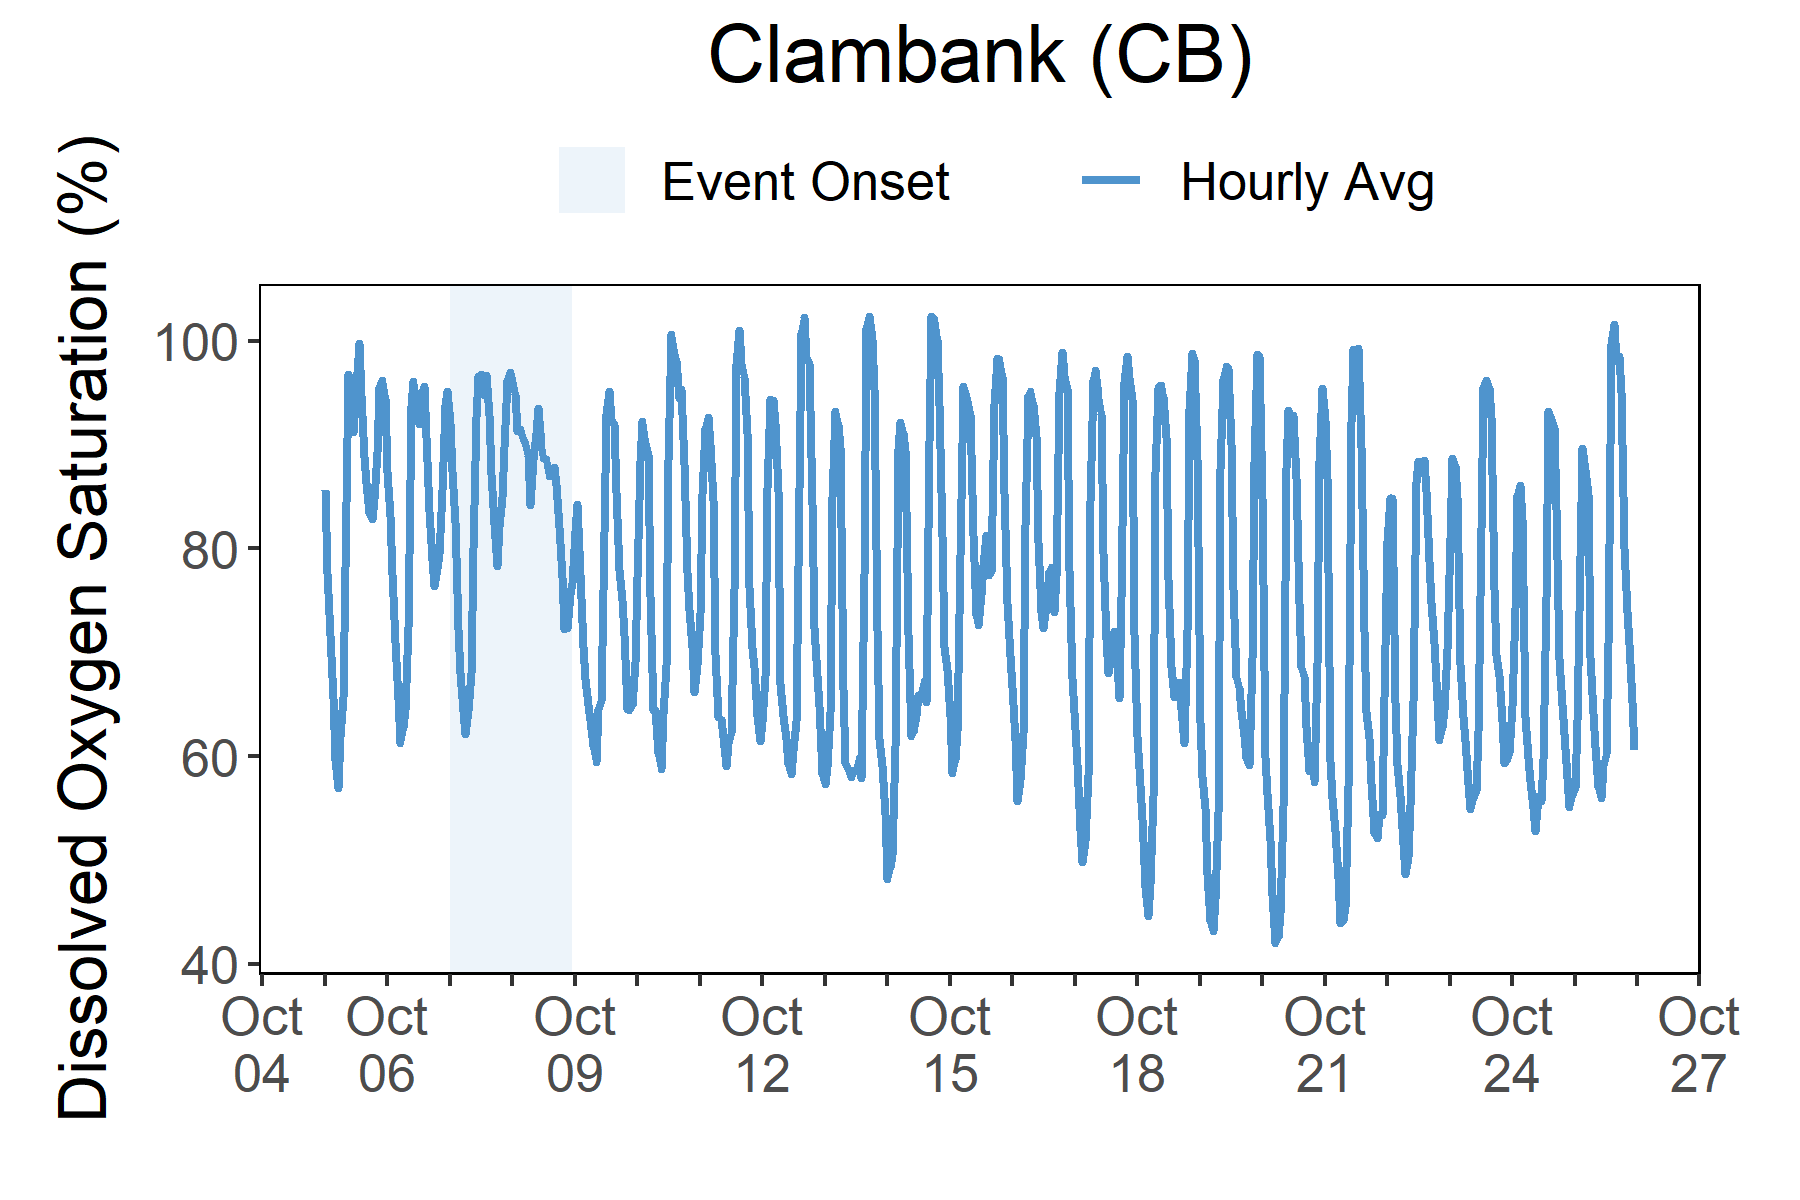 Clambank (CB)
Event Onset Hourly Avg
Dissolved Oxygen Saturation (%)
100
80
60
40
Oct Oct Oct Oct Oct Oct Oct Oct Oct
04 06 09 12 15 18 21 24 27